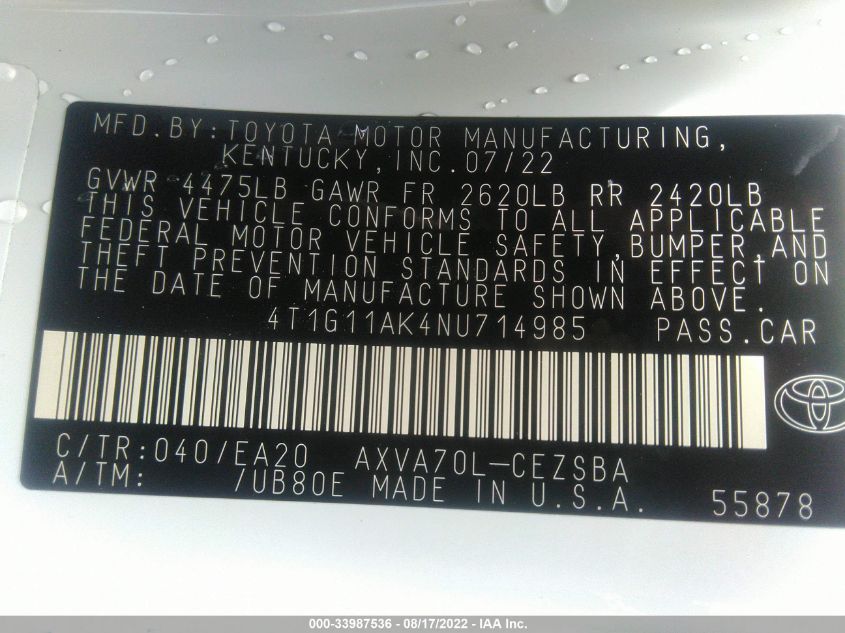 MFD.BY:TOYOTA MOTOR MANUFACTURING,
KENTUCKY,INC.07/22
GVWR 4475LB GAWR FR 2620LB RR 2420LB
THIS VEHICLE CONFORMS TO ALL APPLICABLE
FEDERAL MOTOR VEHICLE SAFETY,BUMPER,AND
THEFT PREVENTION STANDARDS IN EFFECT ON
THE DATE OF MANUFACTURE SHOWN ABOVE.
4T1G11AK4NU714985 PASS.CAR
C/TR:040/EA20 AXVA70L-CEZSBA
A/TM: /UB80E MADE IN U.S.A. 55878
000-33987536 - 08/17/2022 - IAA Inc.